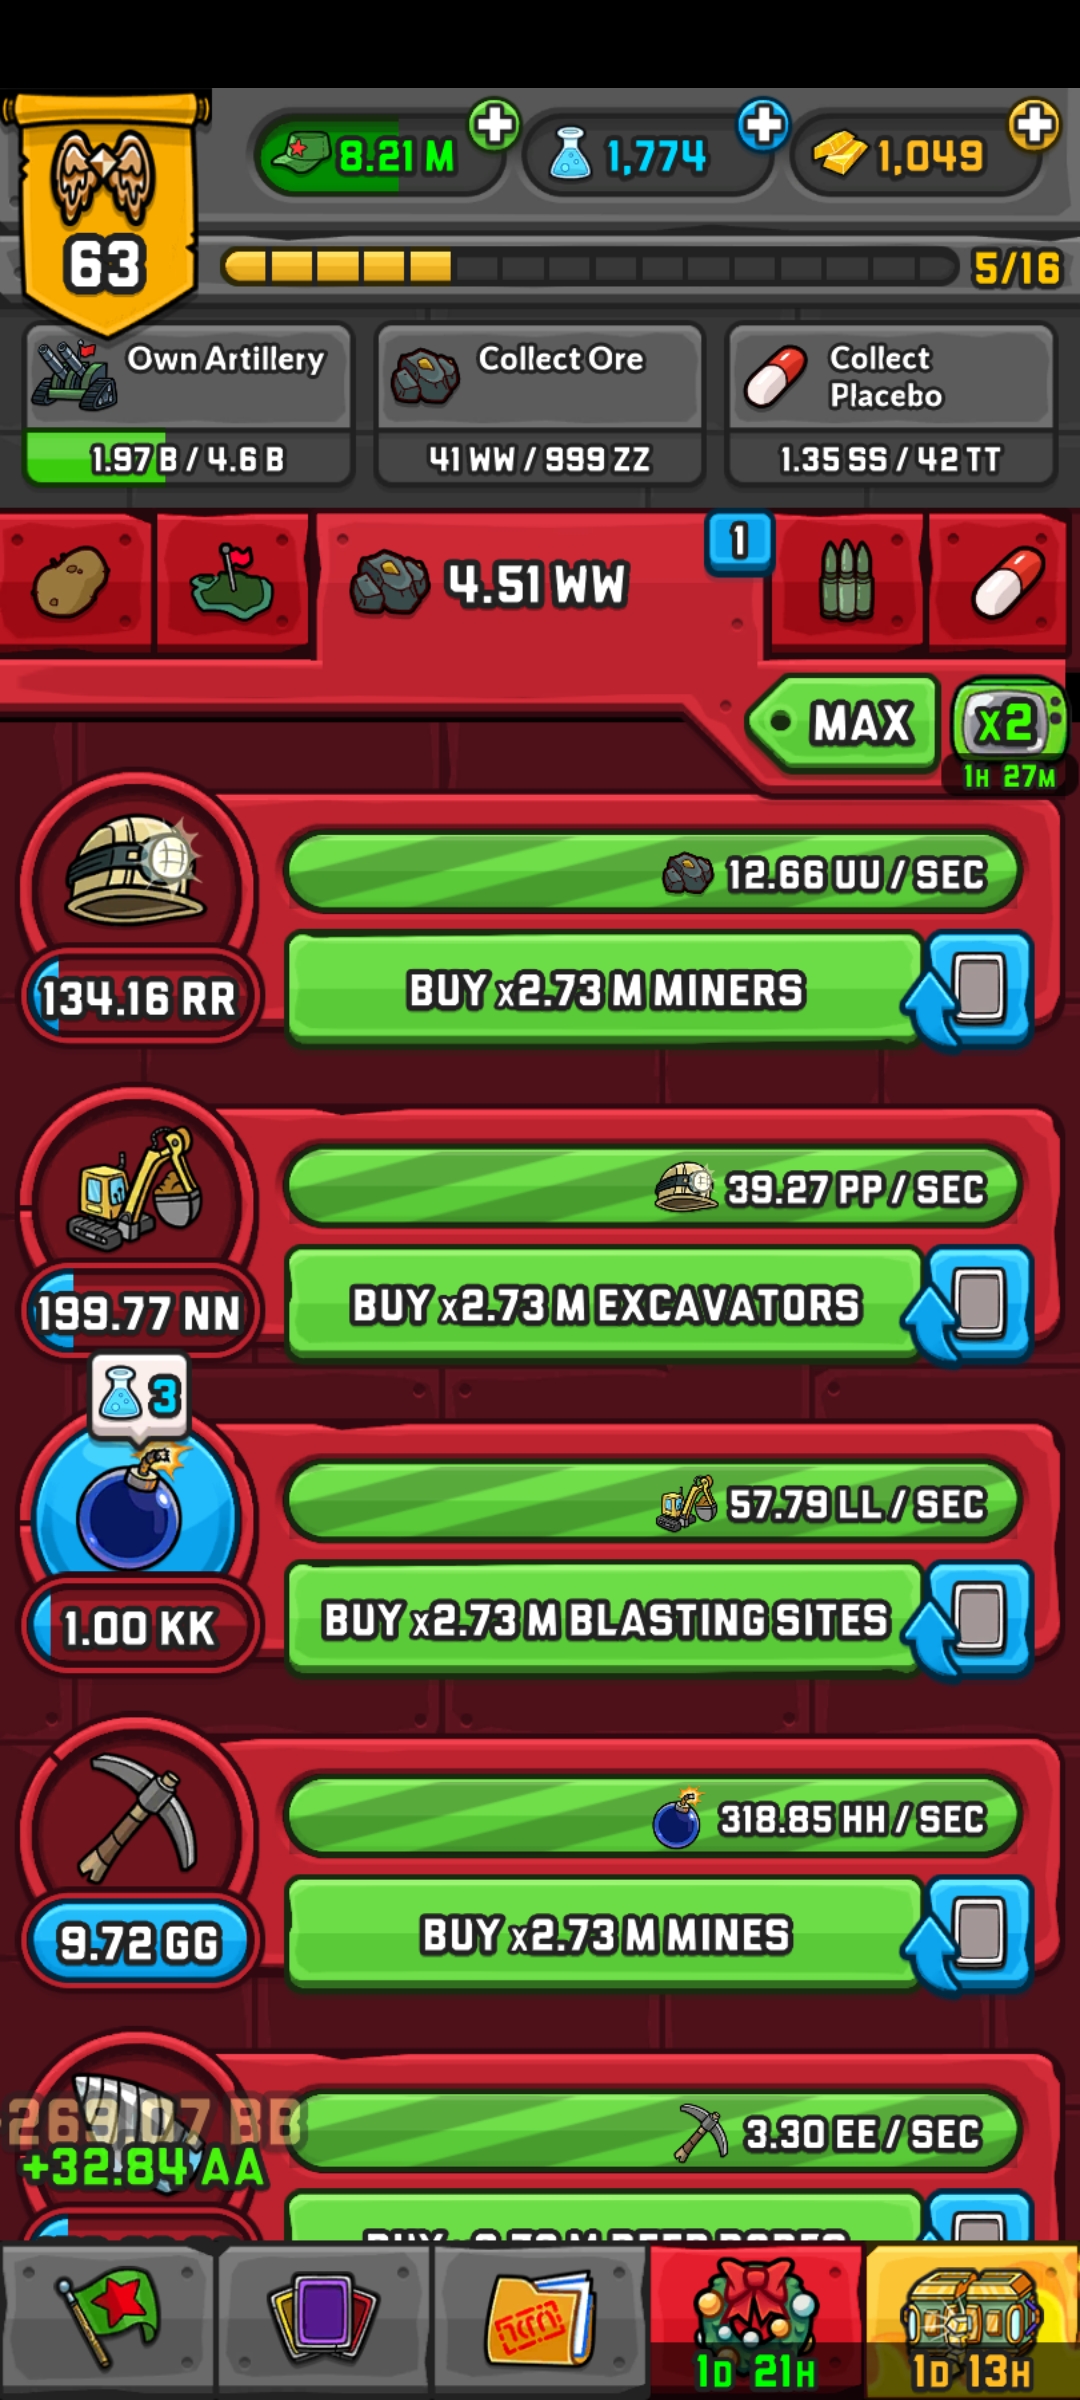 8.21 M
1,774
1,049
63
5/16
Own Artillery
1.97 B / 4.6 B
Collect Ore
41 WW / 999 ZZ
Collect
Placebo
1.35 SS / 42 TT
4.51 WW
1
MAX
x2
1H 27M
12.66 UU / SEC
134.16 RR
BUY x2.73 M MINERS
39.27 PP / SEC
199.77 NN
BUY x2.73 M EXCAVATORS
3
57.79 LL / SEC
1.00 KK
BUY x2.73 M BLASTING SITES
318.85 HH / SEC
9.72 GG
BUY x2.73 M MINES
269.07 BB
+32.84 AA
3.30 EE / SEC
1D 21H
1D 13H